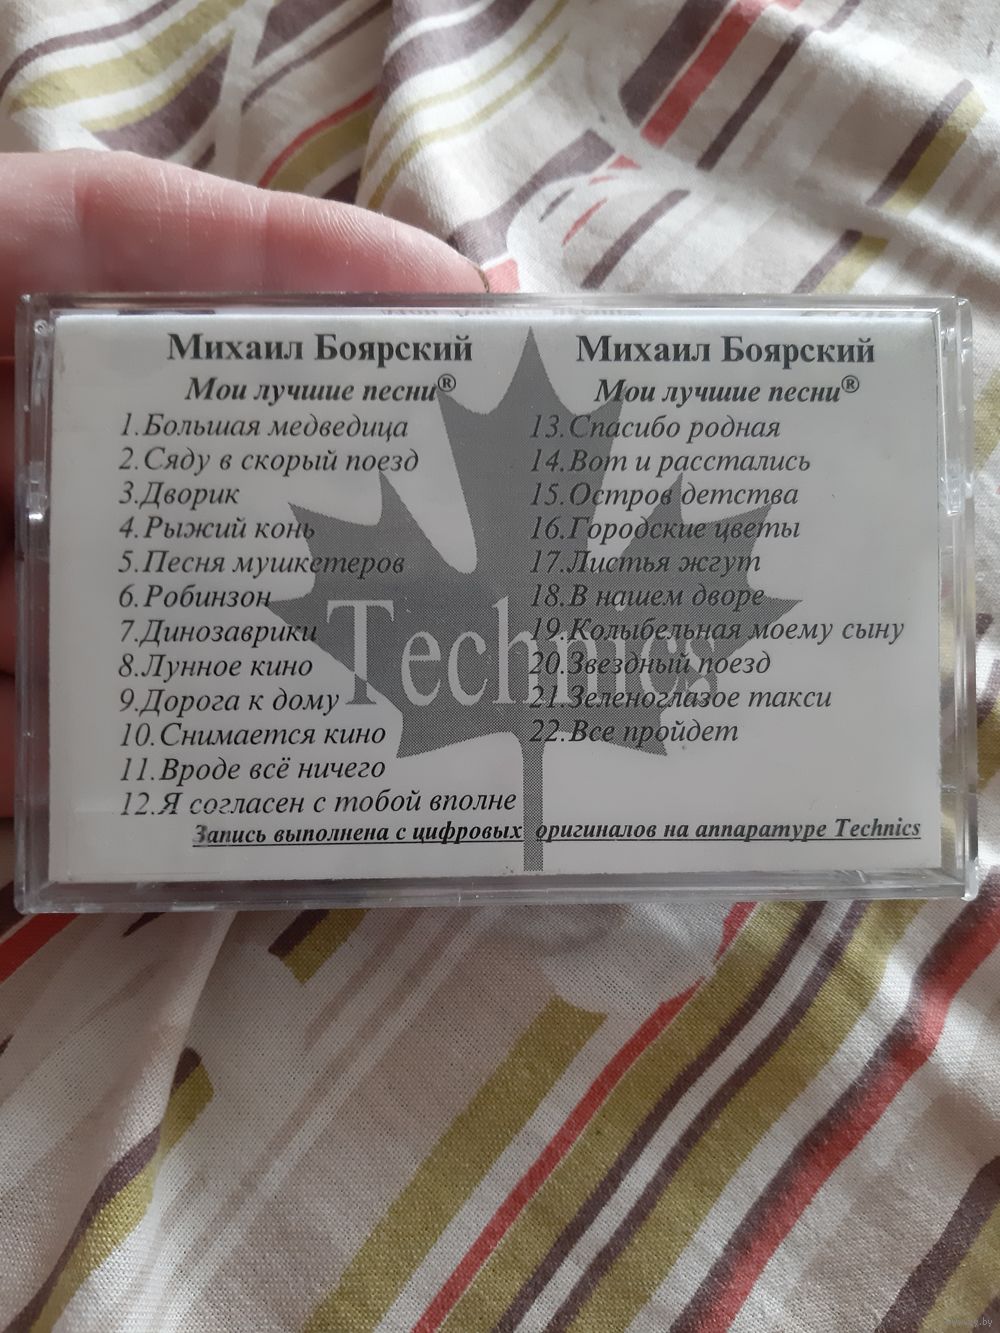 Михаил Боярский
Мои лучшие песни®
1.Большая медведица
2.Сяду в скорый поезд
3.Дворик
4.Рыжий конь
5.Песня мушкетеров
6.Робинзон
7.Динозаврики
8.Лунное кино
9.Дорога к дому
10.Снимается кино
11.Вроде всё ничего
12.Я согласен с тобой вполне
Михаил Боярский
Мои лучшие песни®
13.Спасибо родная
14.Вот и расстались
15.Остров детства
16.Городские цветы
17.Листья жгут
18.В нашем дворе
19.Колыбельная моему сыну
20.Звездный поезд
21.Зеленоглазое такси
22.Все пройдет
Technics
Запись выполнена с цифровых оригиналов на аппаратуре Technics